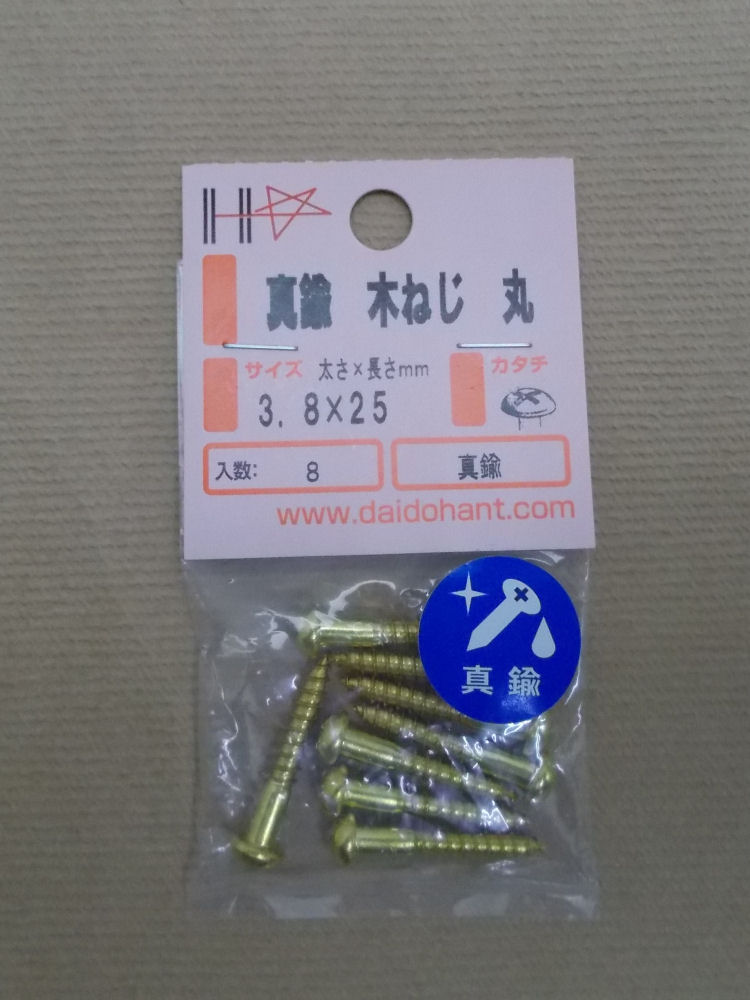 H
真鍮 木ねじ 丸
サイズ 太さ×長さmm カタチ
3.8×25
入数: 8 真鍮
www.daidohant.com
真鍮